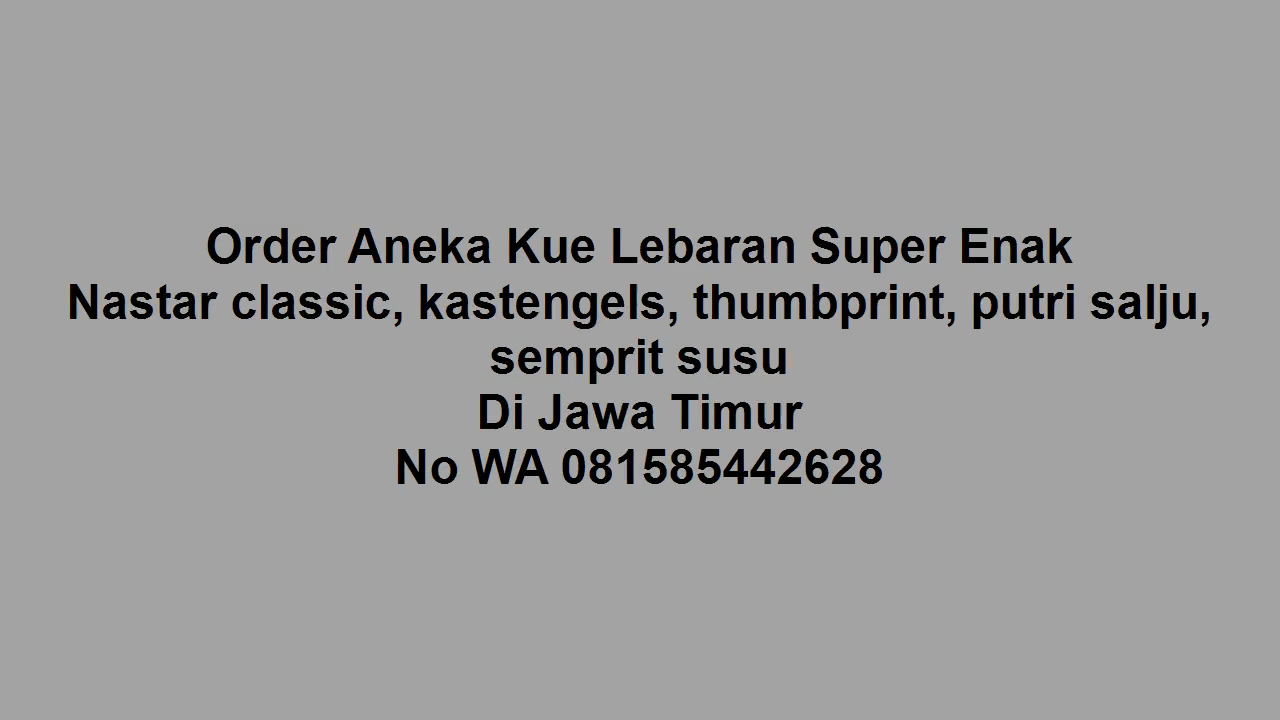 Order Aneka Kue Lebaran Super Enak
Nastar classic, kastengels, thumbprint, putri salju,
semprit susu
Di Jawa Timur
No WA 081585442628